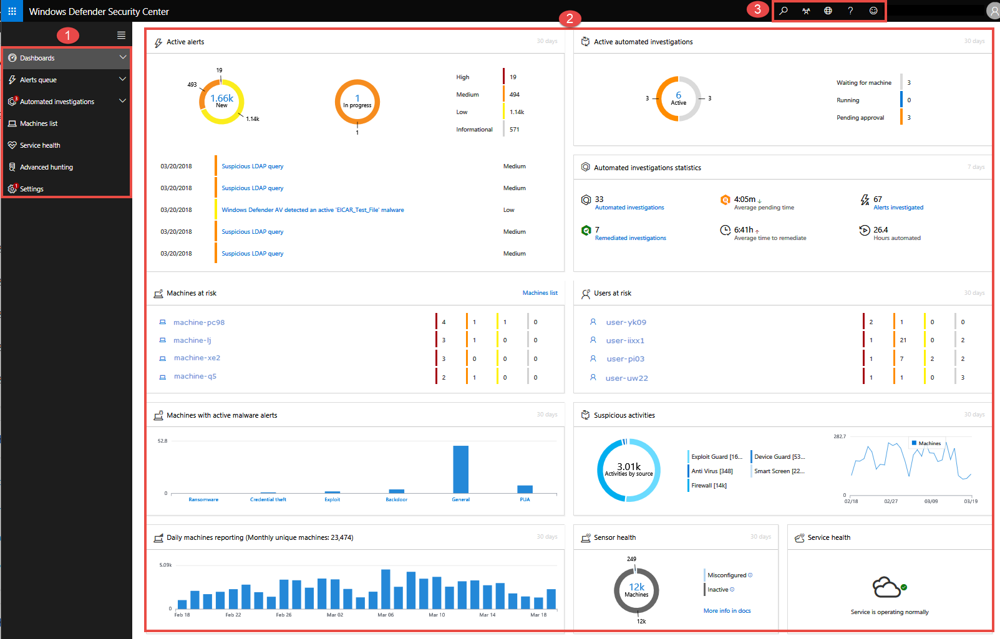 Windows Defender Security Center
3
?
1
2
Dashboards
Alerts queue
3
Automated investigations
Machines list
Service health
Advanced hunting
1
Settings
Active alerts
30 days
19
493
1.66k
New
1.14k
1
In progress
1
High 19
Medium 494
Low 1.14k
Informational 571
03/20/2018 Suspicious LDAP query Medium
03/20/2018 Suspicious LDAP query Medium
03/20/2018 Windows Defender AV detected an active 'EICAR_Test_File' malware Low
03/20/2018 Suspicious LDAP query Medium
03/20/2018 Suspicious LDAP query Medium
Active automated investigations
30 days
3
6
Active
3
Waiting for machine 3
Running 0
Pending approval 3
Automated investigations statistics
7 days
33
Automated investigations
4:05m ↓
Average pending time
67
Alerts investigated
7
Remediated investigations
6:41h ↑
Average time to remediate
26.4
Hours automated
Machines at risk
Machines list
machine-pc98 4 1 1 0
machine-lj 3 1 0 0
machine-xe2 3 0 0 0
machine-q5 2 1 0 0
Users at risk
30 days
user-yk09 2 1 0 0
user-iixx1 1 21 0 2
user-pi03 1 7 2 2
user-uw22 1 1 0 3
Machines with active malware alerts
30 days
52.8
0
Ransomware Credential theft Exploit Backdoor General PUA
Suspicious activities
30 days
3.01k
Activities by source
Exploit Guard [16... Device Guard [53...
Anti Virus [348] Smart Screen [22...
Firewall [14k]
282.7
Machines
0
02/18 02/27 03/09 03/19
Daily machines reporting (Monthly unique machines: 23,474)
30 days
5.09k
0
Feb 18 Feb 22 Feb 26 Mar 02 Mar 06 Mar 10 Mar 14 Mar 18
Sensor health
30 days
249
12k
Machines
12k
Misconfigured
Inactive
More info in docs
Service health
Service is operating normally